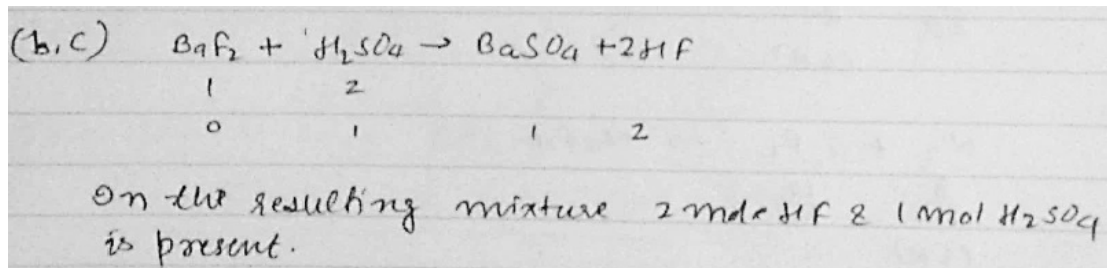 (b,c) BaF₂ + H₂SO₄ → BaSO₄ + 2HF
1 2
0 1 1 2
On the resulting mixture 2 mole HF & 1 mol H₂SO₄
is present.